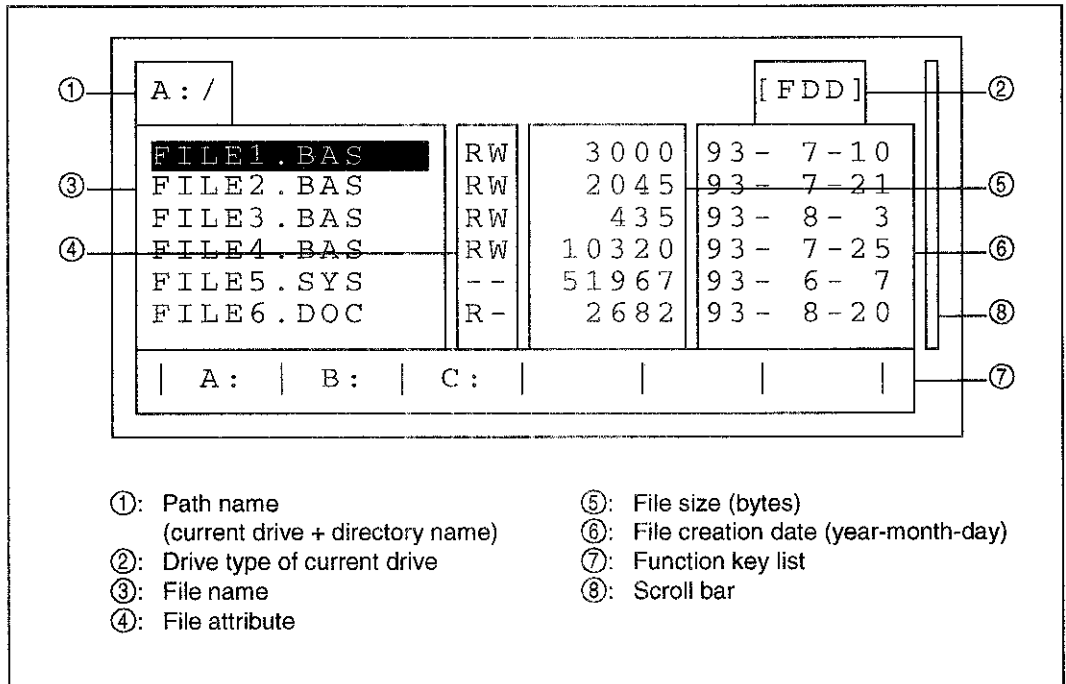 ① A:/ [FDD] ②
FILE1.BAS RW 3000 93- 7-10
③ FILE2.BAS RW 2045 93- 7-21 ⑤
FILE3.BAS RW 435 93- 8- 3
④ FILE4.BAS RW 10320 93- 7-25 ⑥
FILE5.SYS -- 51967 93- 6- 7
FILE6.DOC R- 2682 93- 8-20 ⑧
| A: | B: | C: | | | | ⑦
①: Path name
(current drive + directory name)
②: Drive type of current drive
③: File name
④: File attribute
⑤: File size (bytes)
⑥: File creation date (year-month-day)
⑦: Function key list
⑧: Scroll bar